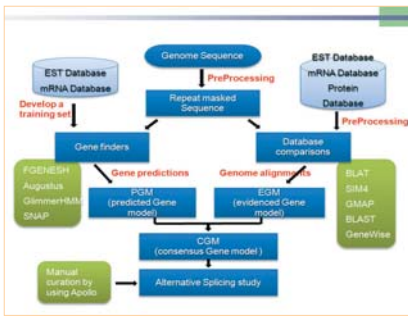 Genome Sequence
EST Database
mRNA Database
EST Database
mRNA Database
Protein
Database
PreProcessing
Develop a
training set
Repeat masked
Sequence
PreProcessing
Gene finders
Database
comparisons
Gene predictions
Genome alignments
FGENESH
Augustus
GlimmerHMM
SNAP
PGM
(predicted Gene
model)
EGM
(evidenced Gene
model)
BLAT
SIM4
GMAP
BLAST
GeneWise
CGM
(consensus Gene model )
Manual
curation by
using Apollo
Alternative Splicing study